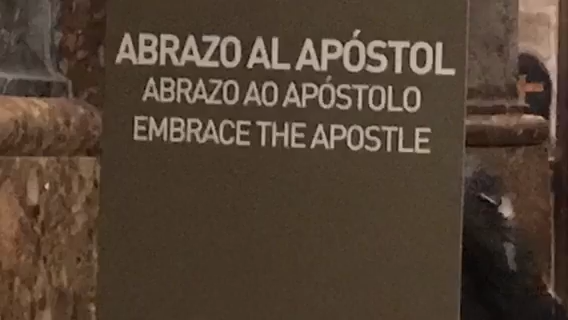 ABRAZO AL APÓSTOL
ABRAZO AO APÓSTOLO
EMBRACE THE APOSTLE